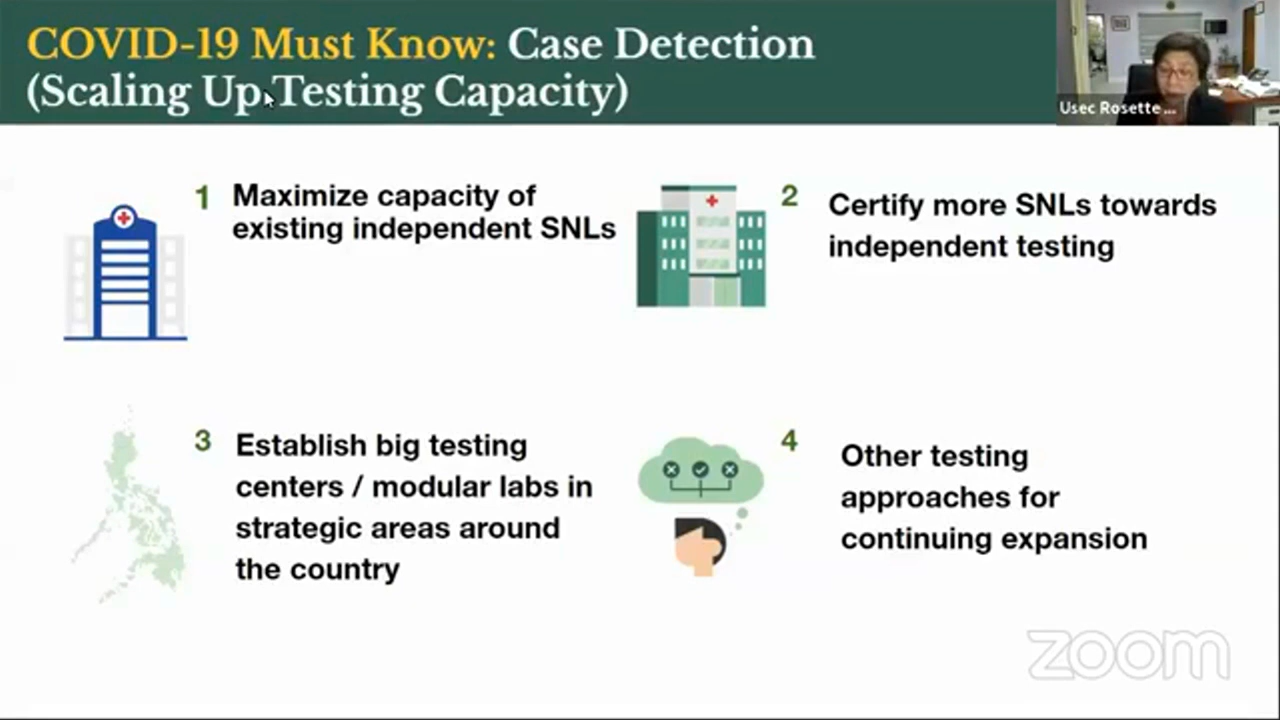 COVID-19 Must Know: Case Detection
(Scaling Up Testing Capacity)
Usec Rosette ...
1
Maximize capacity of
existing independent SNLs
2
Certify more SNLs towards
independent testing
3
Establish big testing
centers / modular labs in
strategic areas around
the country
4
Other testing
approaches for
continuing expansion
zoom